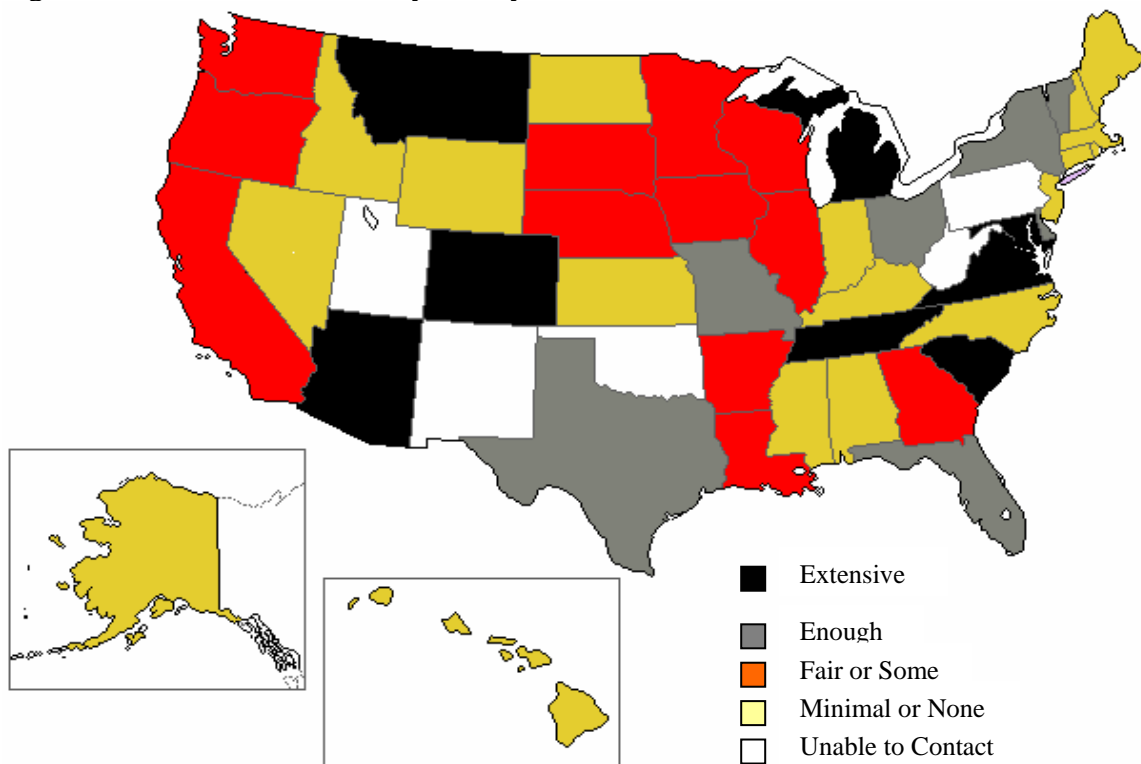 Extensive
Enough
Fair or Some
Minimal or None
Unable to Contact